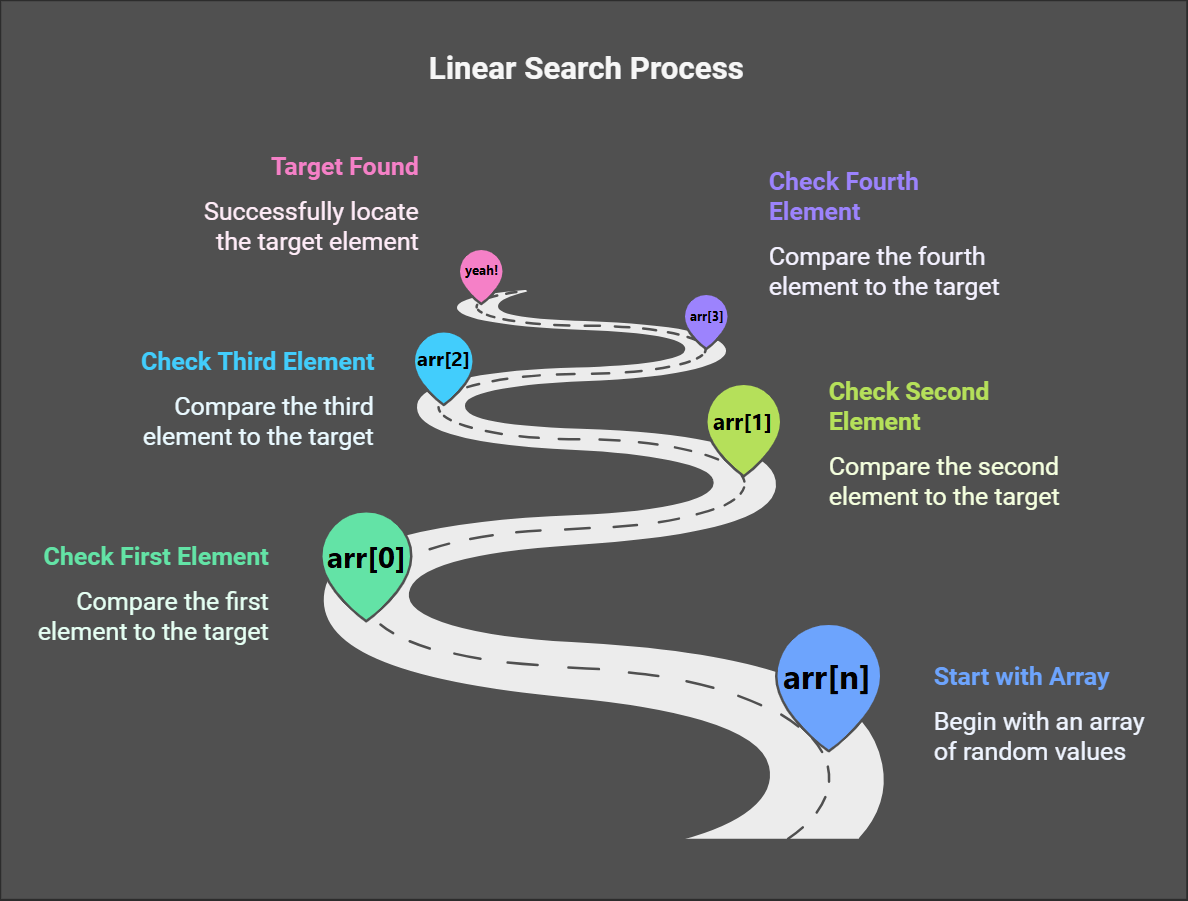 Linear Search Process
Target Found
Successfully locate
the target element
yeah!
Check Fourth
Element
Compare the fourth
element to the target
arr[3]
Check Third Element
Compare the third
element to the target
arr[2]
Check Second
Element
Compare the second
element to the target
arr[1]
Check First Element
Compare the first
element to the target
arr[0]
Start with Array
Begin with an array
of random values
arr[n]